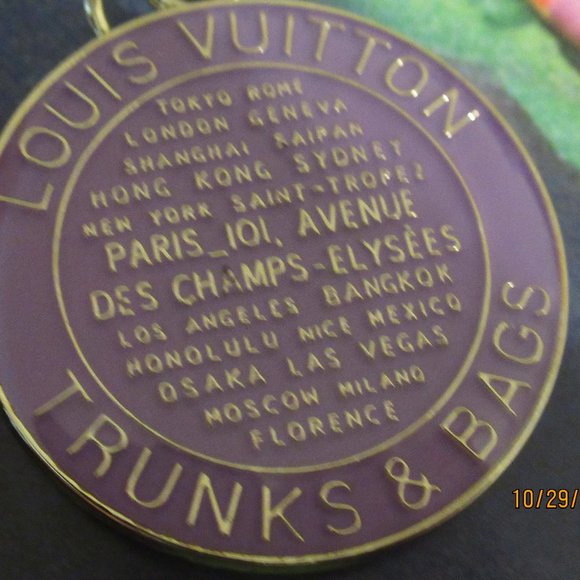 LOUIS VUITTON
TOKYO ROME
LONDON GENEVA
SHANGHAI SAIPAN
HONG KONG SYDNEY
NEW YORK SAINT-TROPEZ
PARIS_101, AVENUE
DES CHAMPS-ELYSÈES
LOS ANGELES BANGKOK
HONOLULU NICE MEXICO
OSAKA LAS VEGAS
MOSCOW MILANO
FLORENCE
TRUNKS & BAGS
10/29/